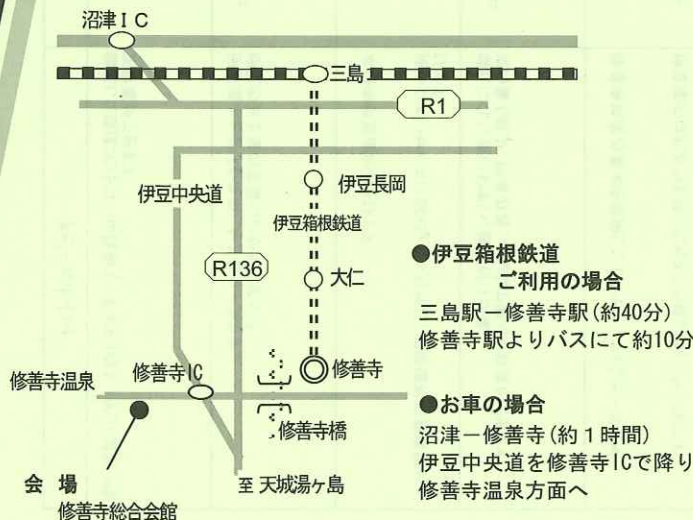 沼津ＩＣ
三島
R1
伊豆長岡
伊豆中央道
伊豆箱根鉄道
R136
大仁
●伊豆箱根鉄道
ご利用の場合
三島駅－修善寺駅(約40分)
修善寺駅よりバスにて約10分
修善寺温泉
修善寺IC
修善寺
修善寺橋
●お車の場合
沼津－修善寺(約１時間)
伊豆中央道を修善寺ICで降り
修善寺温泉方面へ
会 場
修善寺総合会館
至 天城湯ヶ島